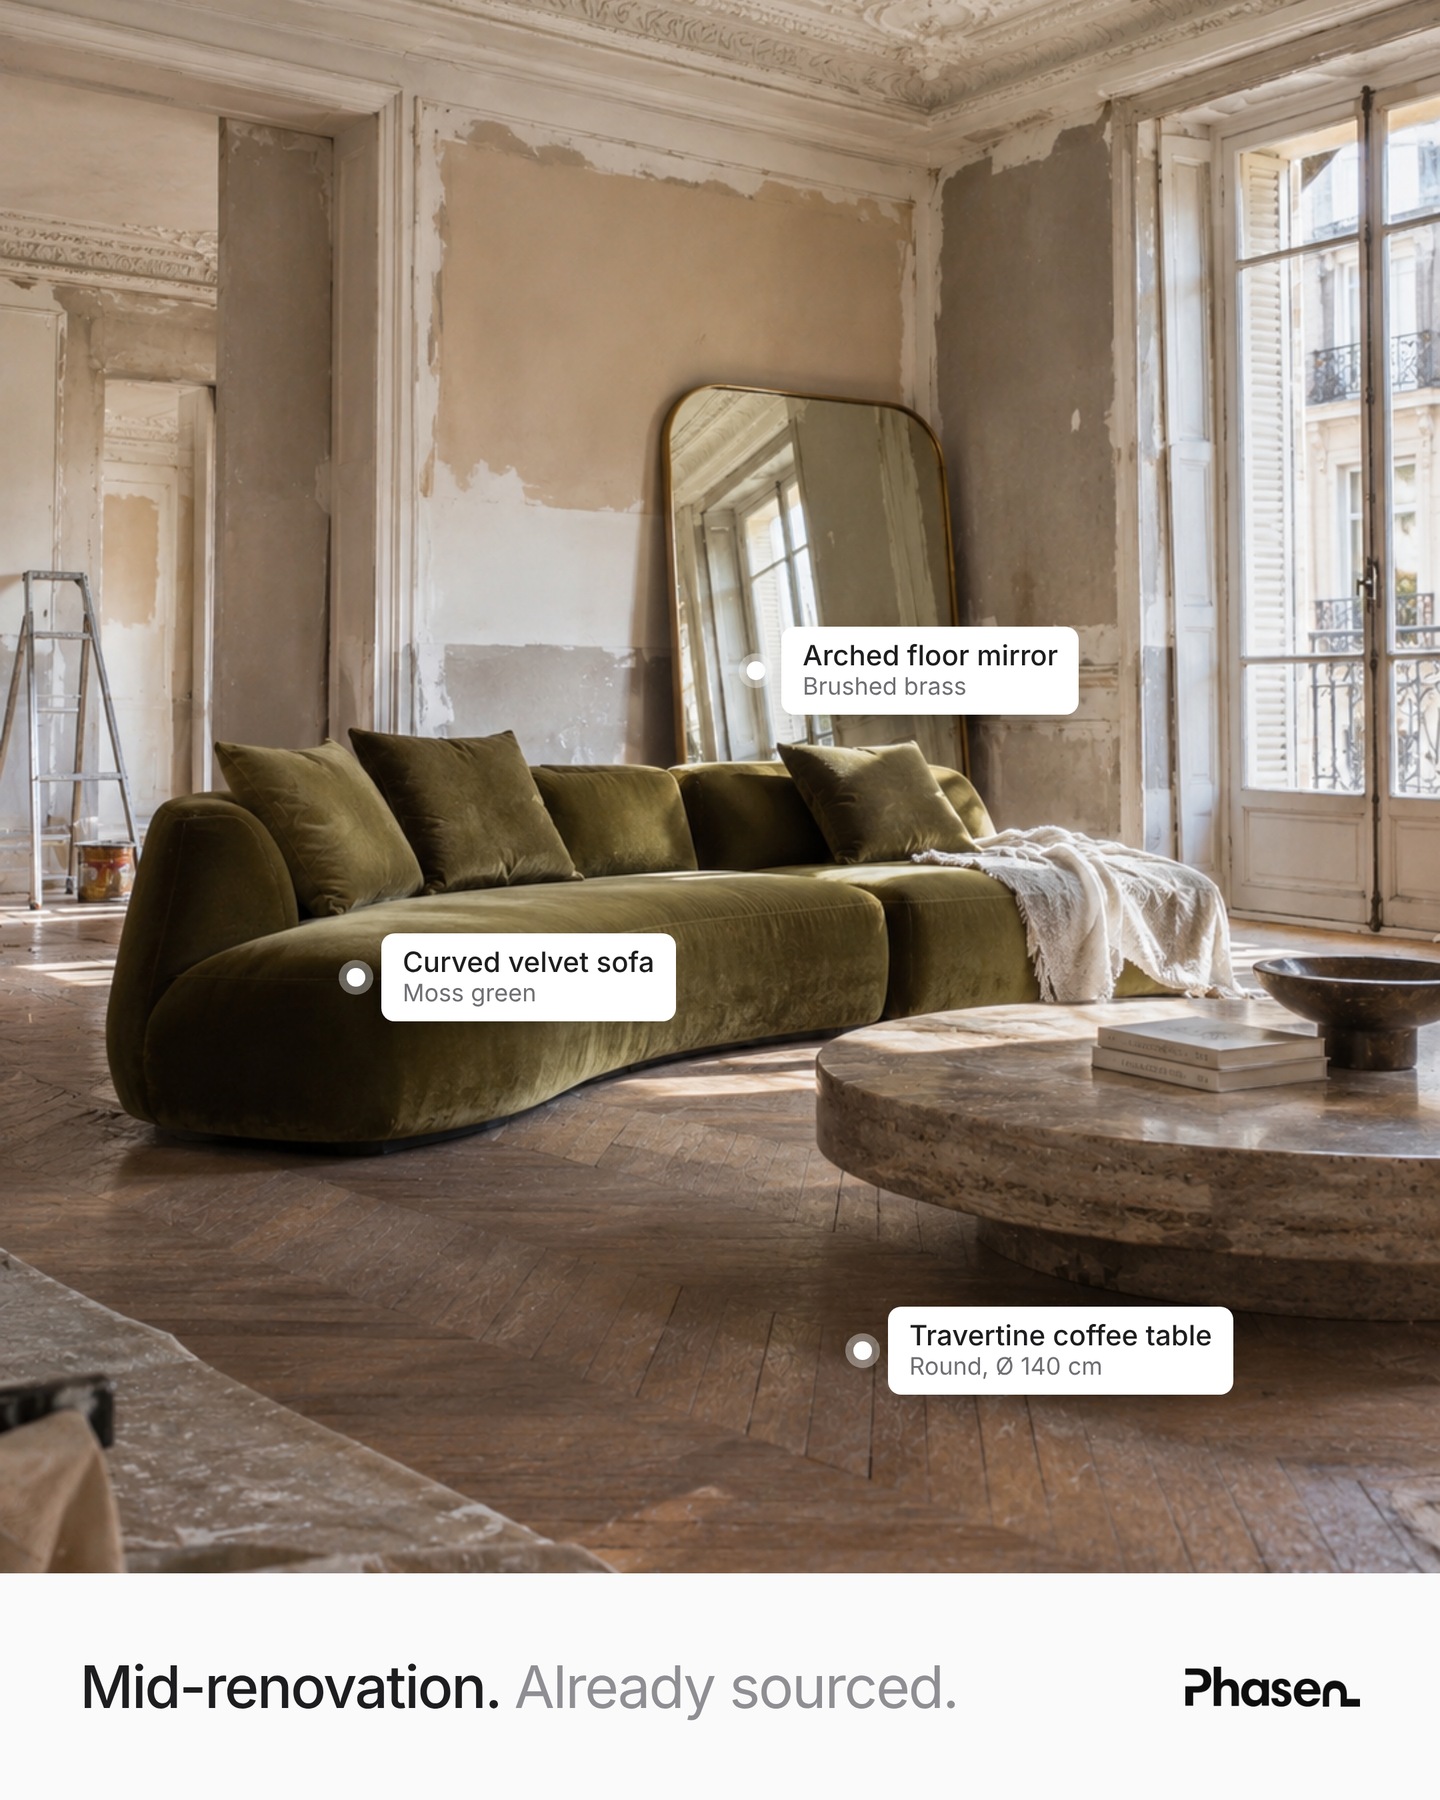 Arched floor mirror
Brushed brass
Curved velvet sofa
Moss green
Travertine coffee table
Round, Ø 140 cm
Mid-renovation. Already sourced.
Phasen